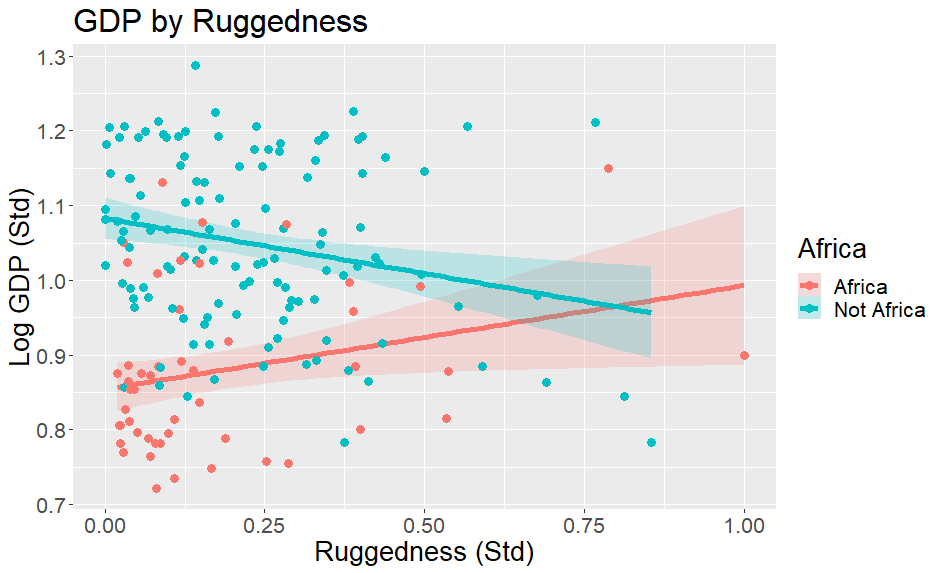 GDP by Ruggedness
Log GDP (Std)
1.3
1.2
1.1
1.0
0.9
0.8
0.7
0.00 0.25 0.50 0.75 1.00
Ruggedness (Std)
Africa
Africa
Not Africa